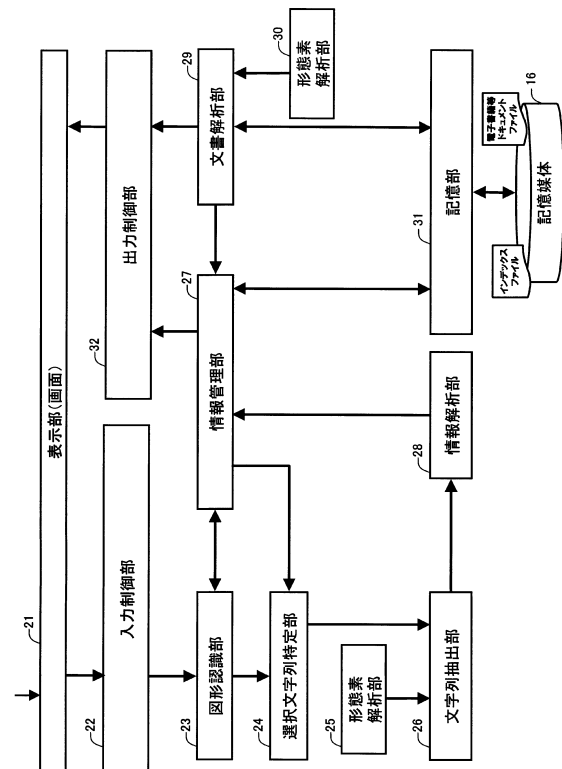 21
表示部(画面)
22
入力制御部
32
出力制御部
23
図形認識部
27
情報管理部
29
文書解析部
30
形態素
解析部
24
選択文字列特定部
25
形態素
解析部
26
文字列抽出部
28
情報解析部
31
記憶部
インデックス
ファイル
電子書籍等
ドキュメント
ファイル
16
記憶媒体